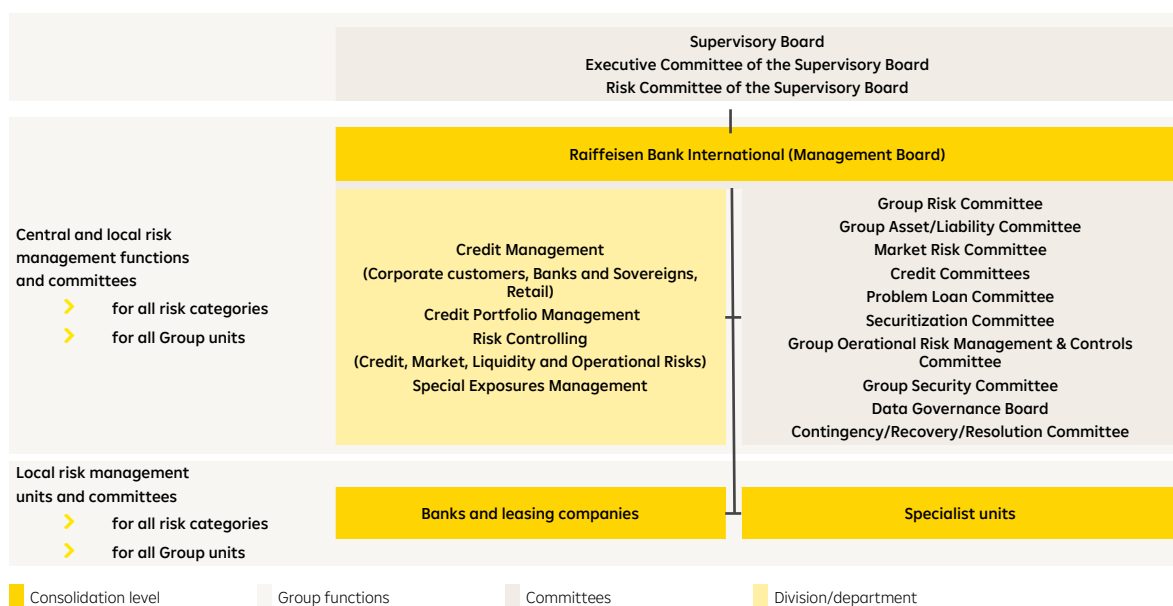 Supervisory Board
Executive Committee of the Supervisory Board
Risk Committee of the Supervisory Board
Raiffeisen Bank International (Management Board)
Central and local risk
management functions
and committees
for all risk categories
for all Group units
Credit Management
(Corporate customers, Banks and Sovereigns,
Retail)
Credit Portfolio Management
Risk Controlling
(Credit, Market, Liquidity and Operational Risks)
Special Exposures Management
Group Risk Committee
Group Asset/Liability Committee
Market Risk Committee
Credit Committees
Problem Loan Committee
Securitization Committee
Group Oerational Risk Management & Controls
Committee
Group Security Committee
Data Governance Board
Contingency/Recovery/Resolution Committee
Local risk management
units and committees
for all risk categories
for all Group units
Banks and leasing companies
Specialist units
Consolidation level
Group functions
Committees
Division/department